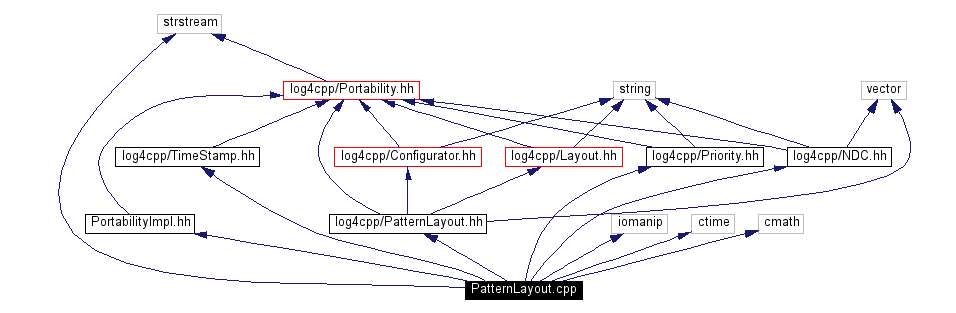 strstream
log4cpp/Portability.hh
string
vector
log4cpp/TimeStamp.hh
log4cpp/Configurator.hh
log4cpp/Layout.hh
log4cpp/Priority.hh
log4cpp/NDC.hh
PortabilityImpl.hh
log4cpp/PatternLayout.hh
iomanip
ctime
cmath
PatternLayout.cpp